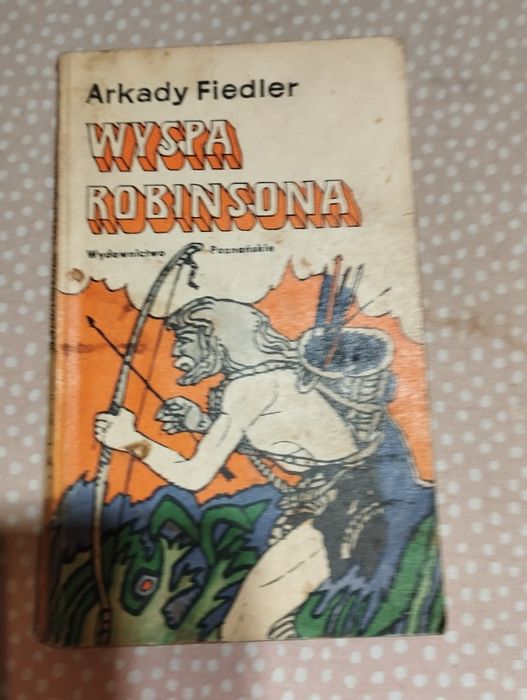 Arkady Fiedler
WYSPA
ROBINSONA
Wydawnictwo Poznańskie